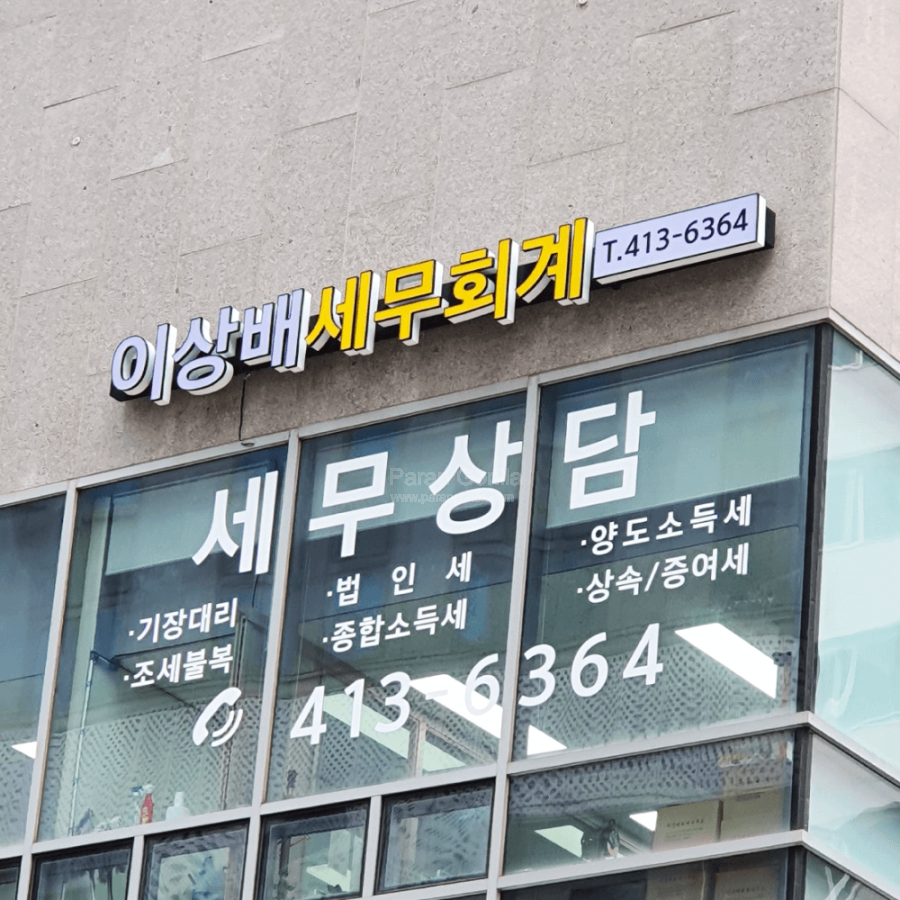 이상배세무회계 T.413-6364
세무상담
·기장대리 ·법 인 세 ·양도소득세
·조세불복 ·종합소득세 ·상속/증여세
413-6364